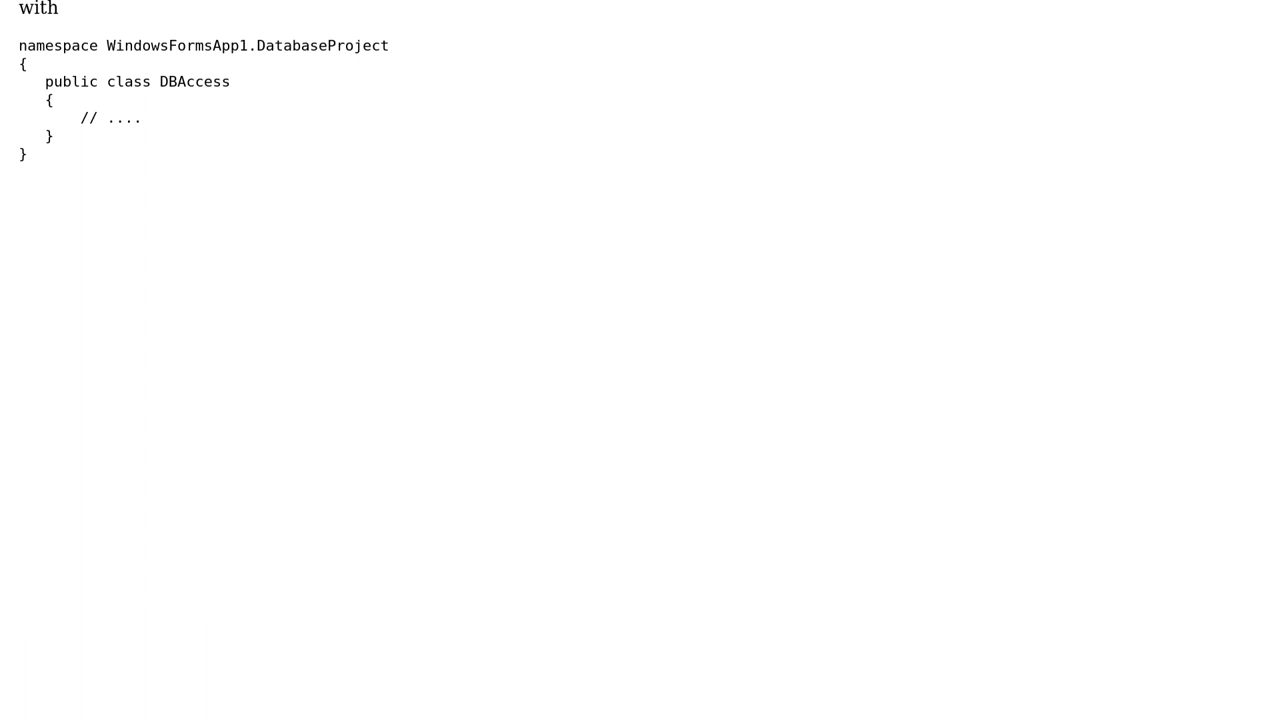 with
namespace WindowsFormsApp1.DatabaseProject
{
   public class DBAccess
   {
       // ....
   }
}